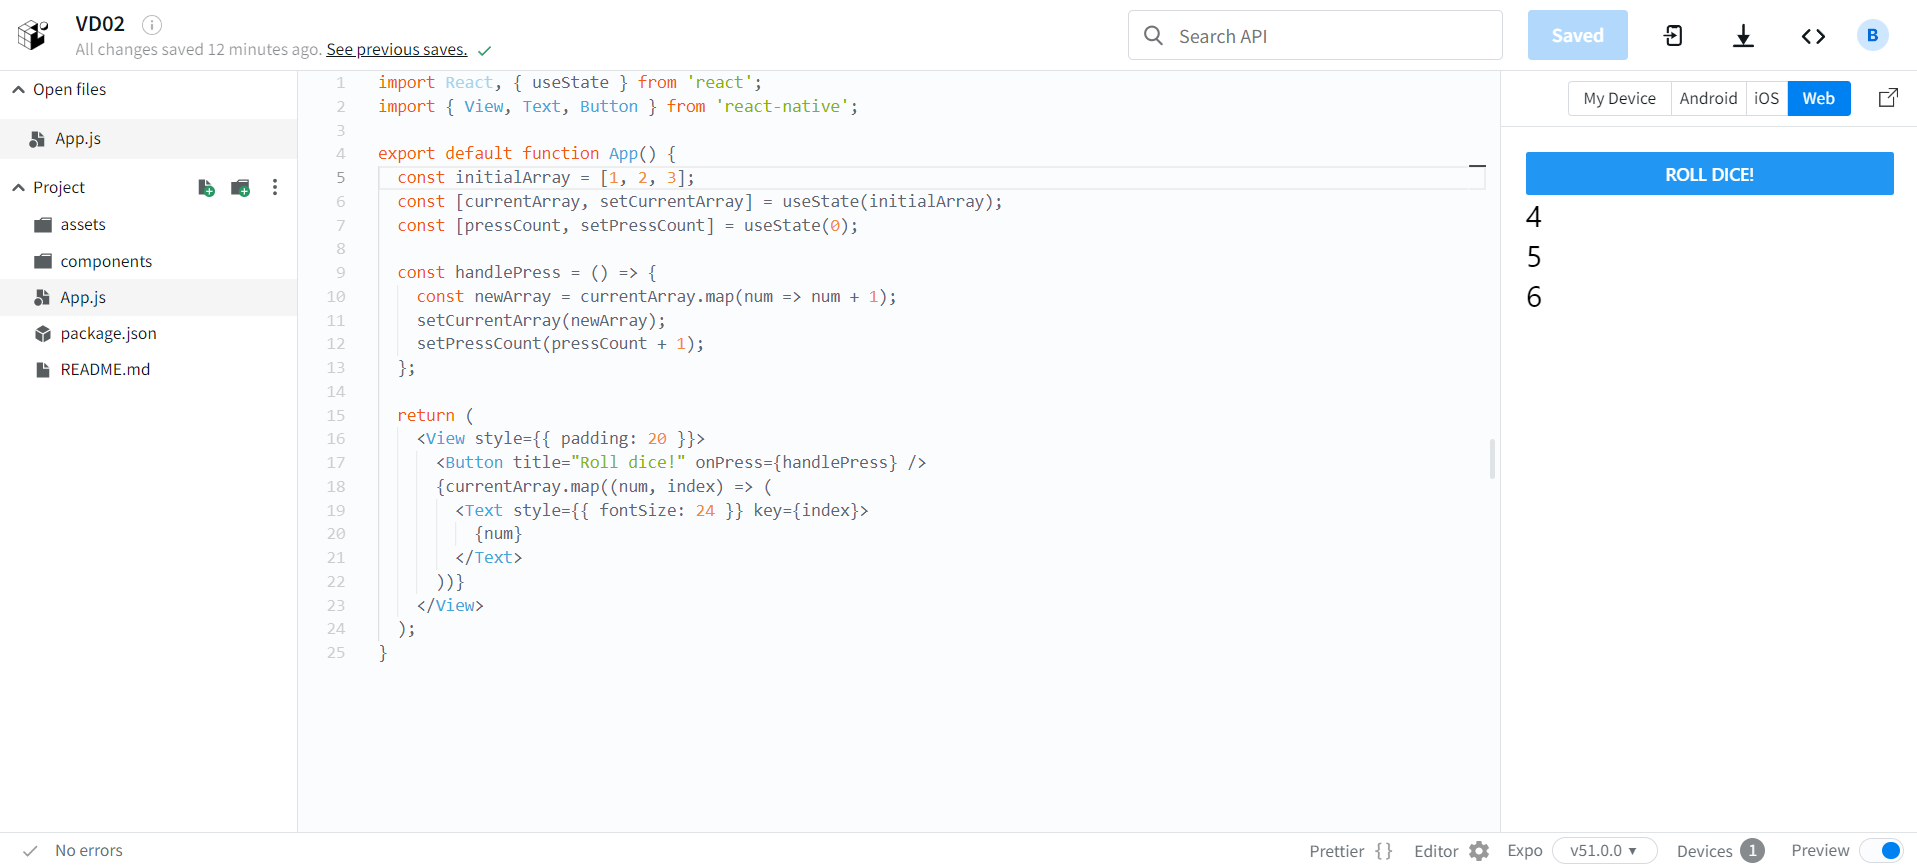 VD02
All changes saved 12 minutes ago. See previous saves.
Search API
Saved
B
Open files
App.js
Project
assets
components
App.js
package.json
README.md
1 import React, { useState } from 'react';
2 import { View, Text, Button } from 'react-native';
3
4 export default function App() {
5 const initialArray = [1, 2, 3];
6 const [currentArray, setCurrentArray] = useState(initialArray);
7 const [pressCount, setPressCount] = useState(0);
8
9 const handlePress = () => {
10 const newArray = currentArray.map(num => num + 1);
11 setCurrentArray(newArray);
12 setPressCount(pressCount + 1);
13 };
14
15 return (
16 <View style={{ padding: 20 }}>
17 <Button title="Roll dice!" onPress={handlePress} />
18 {currentArray.map((num, index) => (
19 <Text style={{ fontSize: 24 }} key={index}>
20 {num}
21 </Text>
22 ))}
23 </View>
24 );
25 }
My Device Android iOS Web
ROLL DICE!
4
5
6
No errors
Prettier {} Editor Expo v51.0.0 Devices 1 Preview